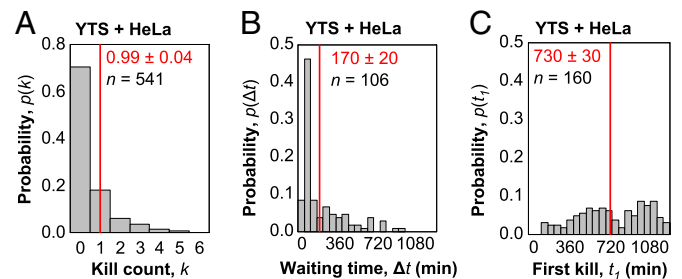 A
YTS + HeLa
0.99 ± 0.04
n = 541
Probability, p(k)
0.8
0.6
0.4
0.2
0.0
0 1 2 3 4 5 6
Kill count, k
B
YTS + HeLa
170 ± 20
n = 106
Probability, p(Δt)
0.5
0.4
0.3
0.2
0.1
0.0
0 360 720 1080
Waiting time, Δt (min)
C
YTS + HeLa
730 ± 30
n = 160
Probability, p(t₁)
0.5
0.4
0.3
0.2
0.1
0.0
0 360 720 1080
First kill, t₁ (min)